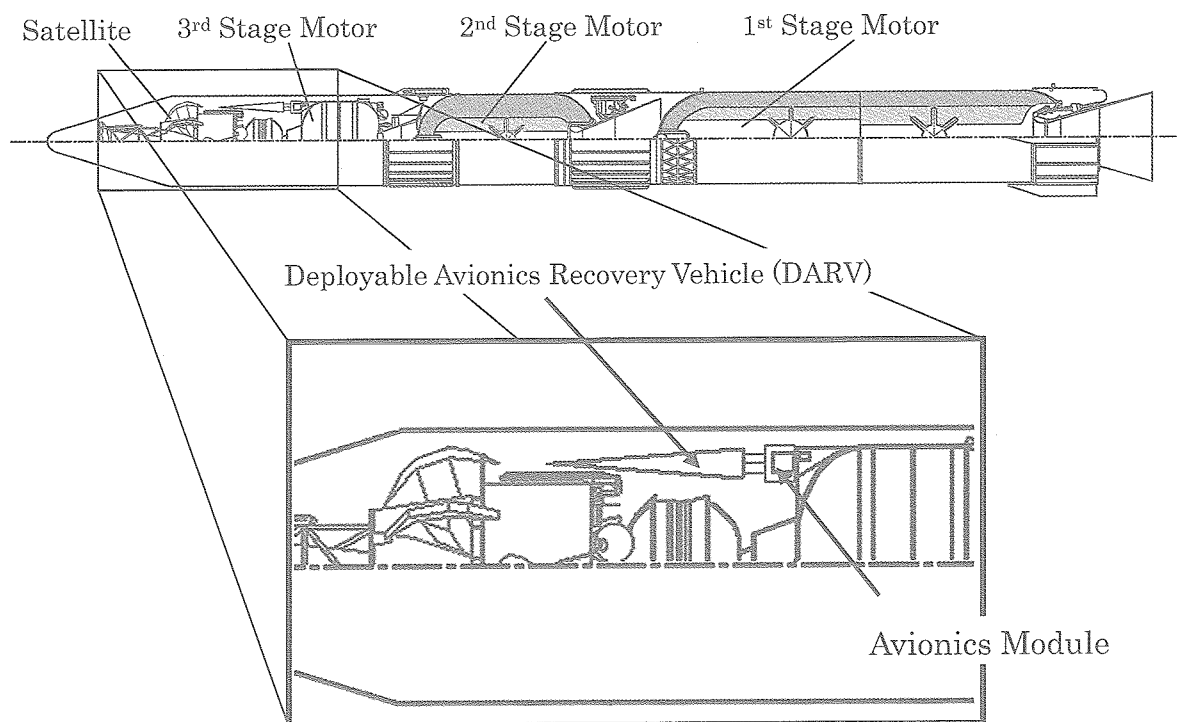 Satellite
3rd Stage Motor
2nd Stage Motor
1st Stage Motor
Deployable Avionics Recovery Vehicle (DARV)
Avionics Module